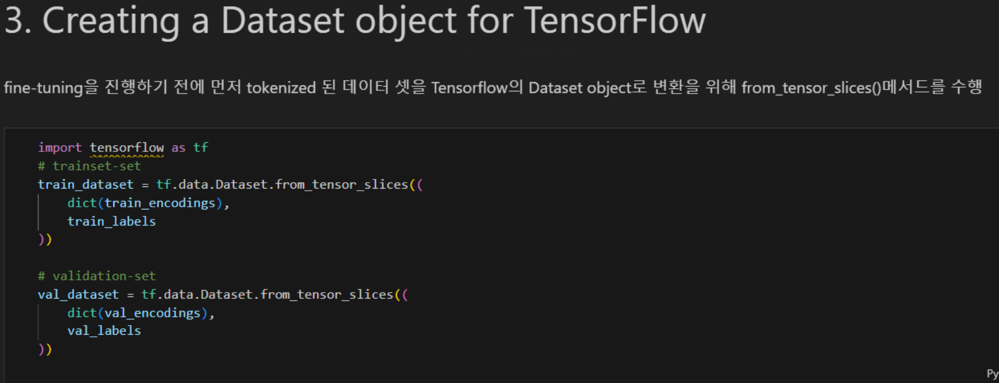 3. Creating a Dataset object for TensorFlow
fine-tuning을 진행하기 전에 먼저 tokenized 된 데이터 셋을 Tensorflow의 Dataset object로 변환을 위해 from_tensor_slices()메서드를 수행
import tensorflow as tf
# trainset-set
train_dataset = tf.data.Dataset.from_tensor_slices((
    dict(train_encodings),
    train_labels
))
# validation-set
val_dataset = tf.data.Dataset.from_tensor_slices((
    dict(val_encodings),
    val_labels
))
Py